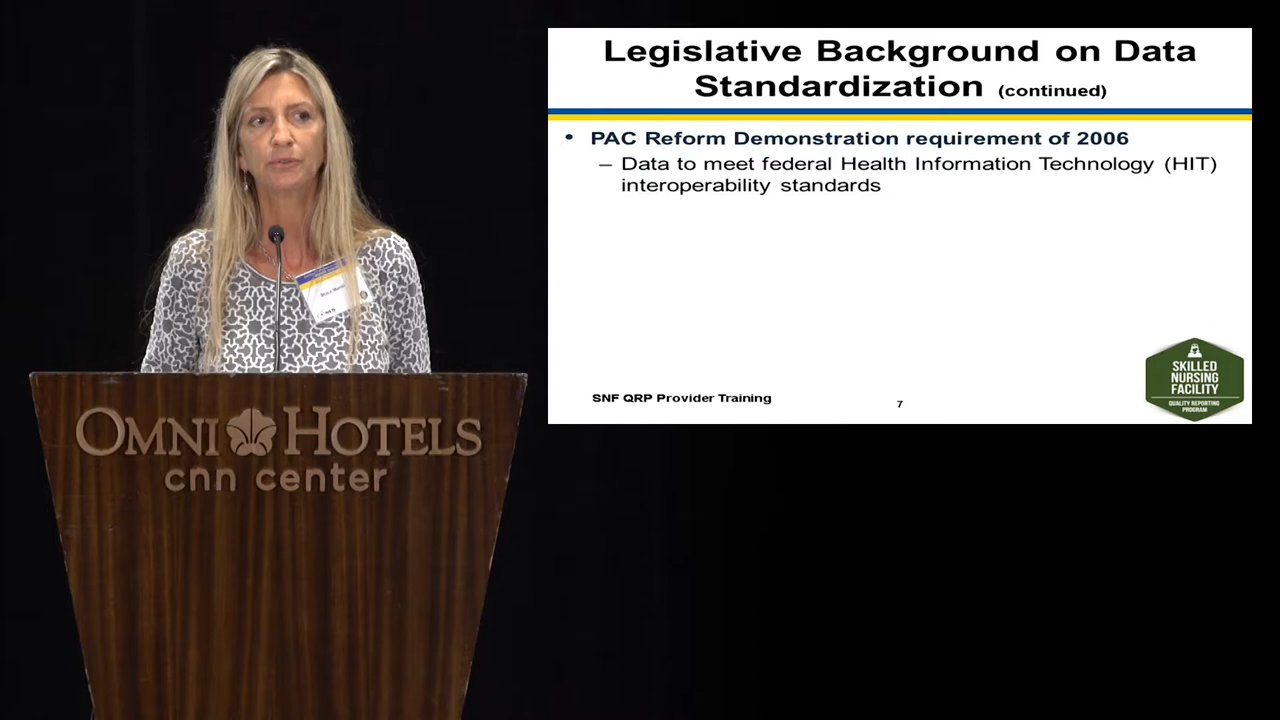 Legislative Background on Data
Standardization (continued)
• PAC Reform Demonstration requirement of 2006
– Data to meet federal Health Information Technology (HIT)
interoperability standards
SKILLED
NURSING
FACILITY
QUALITY REPORTING
PROGRAM
SNF QRP Provider Training
7
OMNI HOTELS
cnn center